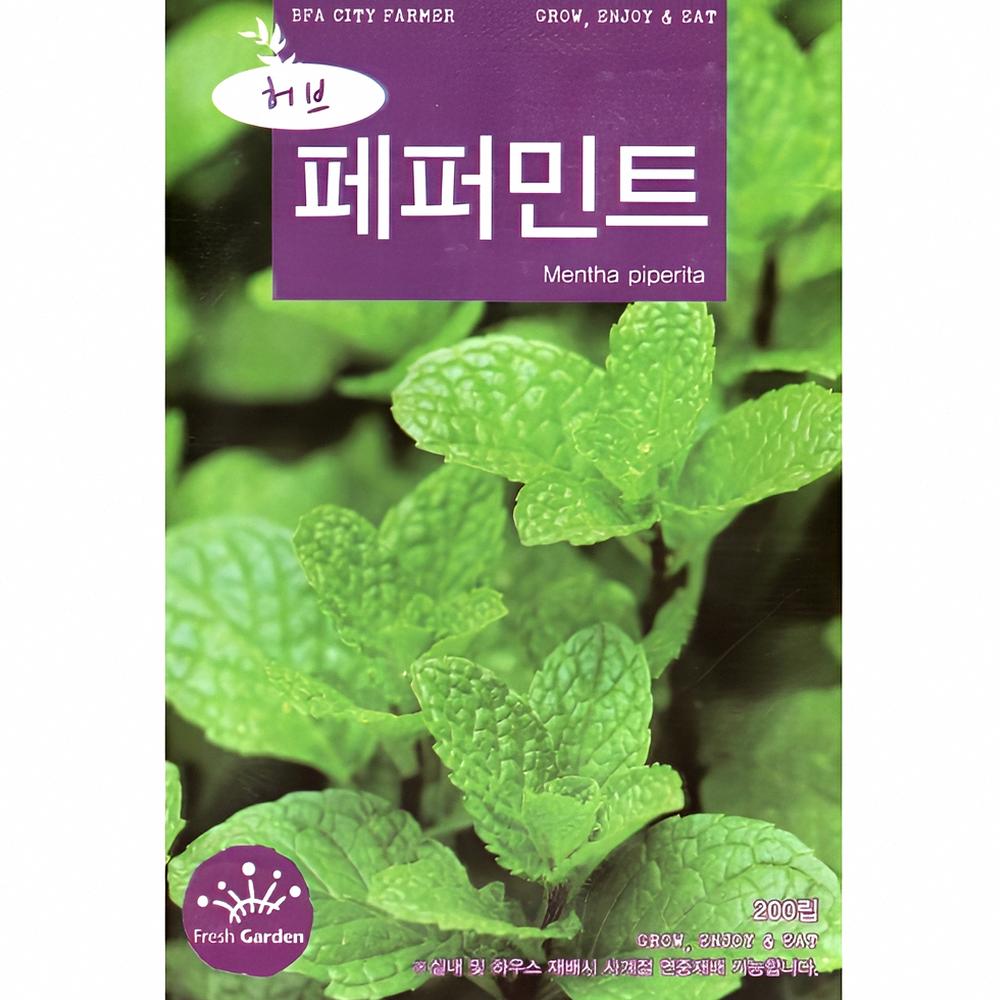 BFA CITY FARMER
GROW, ENJOY & EAT
허브
페퍼민트
Mentha piperita
Fresh Garden
200립
GROW, ENJOY & EAT
※실내 및 하우스 재배시 사계절 연중재배 가능합니다.